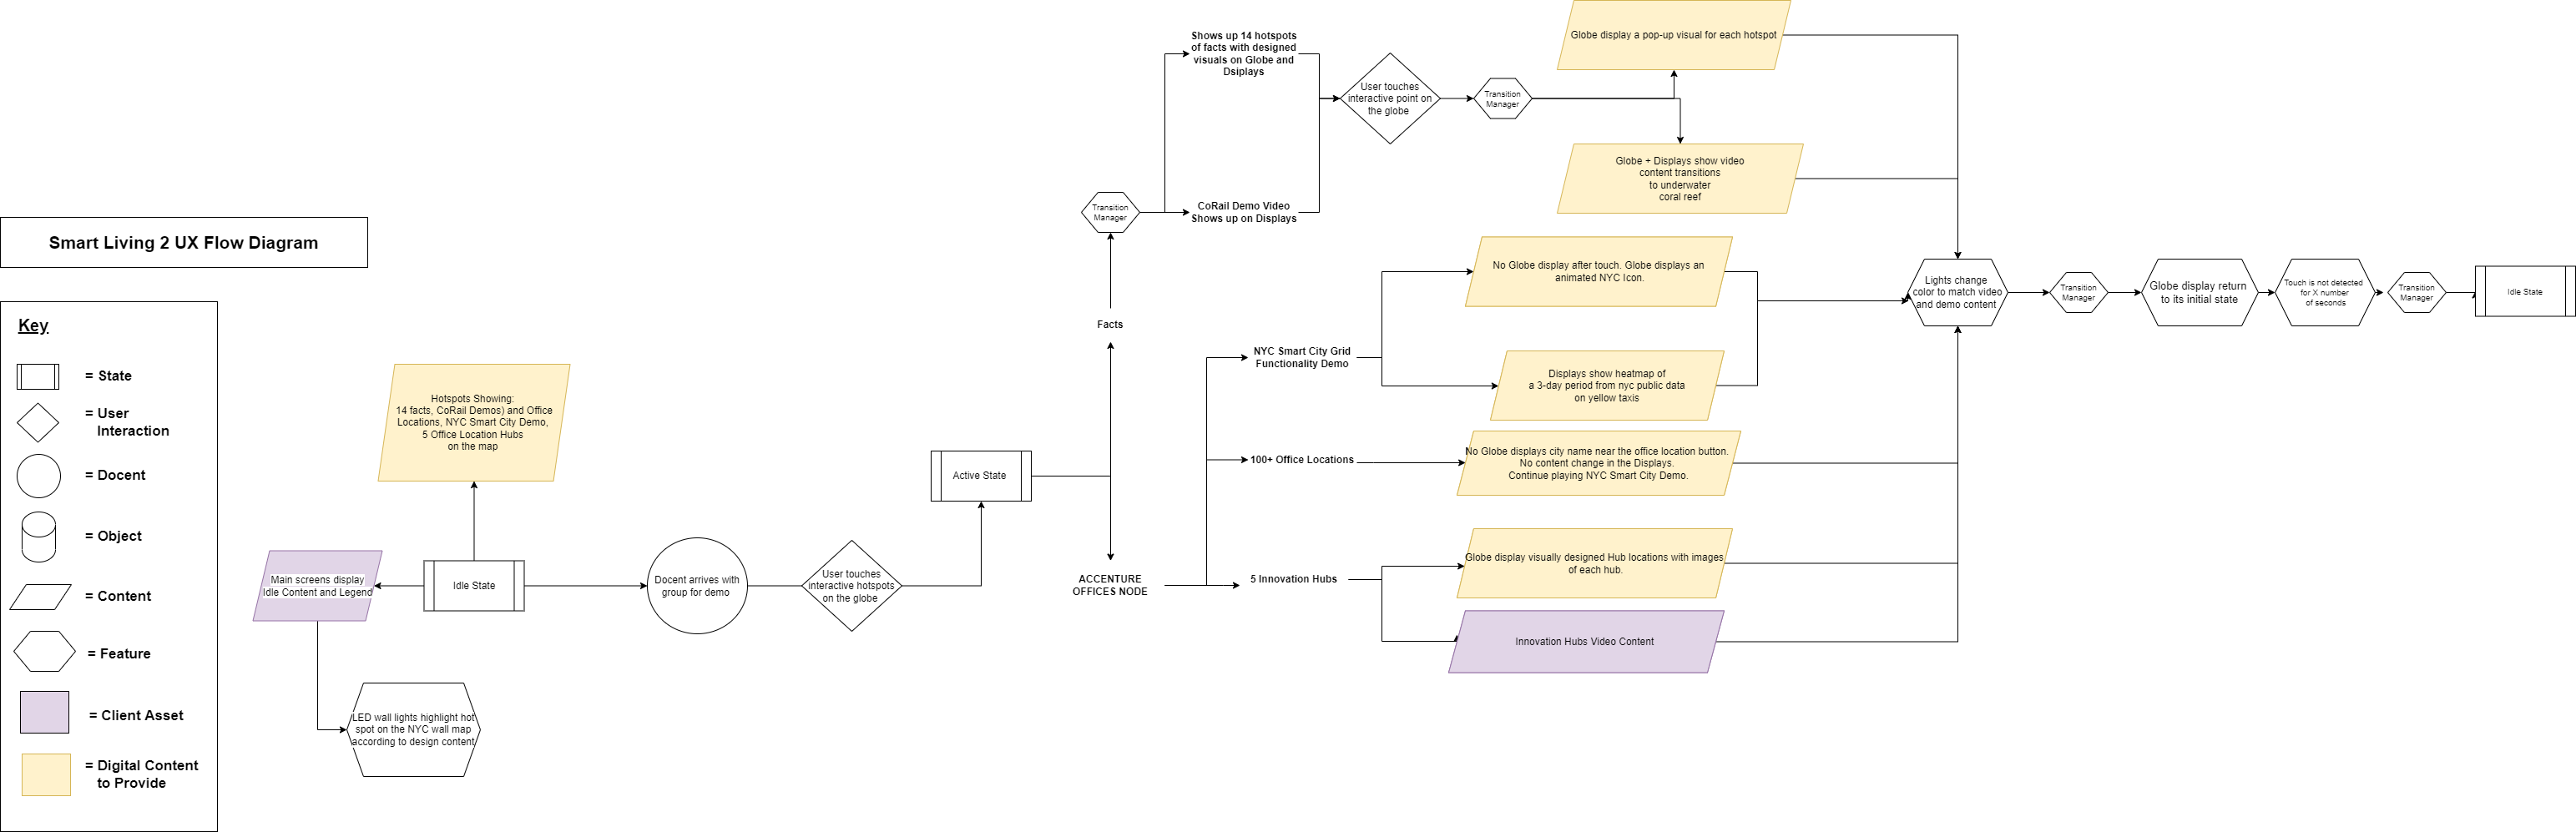 Smart Living 2 UX Flow Diagram
Key
= State
= User
Interaction
= Docent
= Object
= Content
= Feature
= Client Asset
= Digital Content
to Provide
Hotspots Showing:
14 facts, CoRail Demos) and Office
Locations, NYC Smart City Demo,
5 Office Location Hubs
on the map
Main screens display
Idle Content and Legend
Idle State
LED wall lights highlight hot
spot on the NYC wall map
according to design content
Docent arrives with
group for demo
User touches
interactive hotspots
on the globe
Active State
Facts
Transition
Manager
Shows up 14 hotspots
of facts with designed
visuals on Globe and
Dsiplays
CoRail Demo Video
Shows up on Displays
User touches
interactive point on
the globe
Transition
Manager
Globe display a pop-up visual for each hotspot
Globe + Displays show video
content transitions
to underwater
coral reef
ACCENTURE
OFFICES NODE
NYC Smart City Grid
Functionality Demo
No Globe display after touch. Globe displays an
animated NYC Icon.
Displays show heatmap of
a 3-day period from nyc public data
on yellow taxis
100+ Office Locations
No Globe displays city name near the office location button.
No content change in the Displays.
Continue playing NYC Smart City Demo.
5 Innovation Hubs
Globe display visually designed Hub locations with images
of each hub.
Innovation Hubs Video Content
Lights change
color to match video
and demo content
Transition
Manager
Globe display return
to its initial state
Touch is not detected
for X number
of seconds
Transition
Manager
Idle State